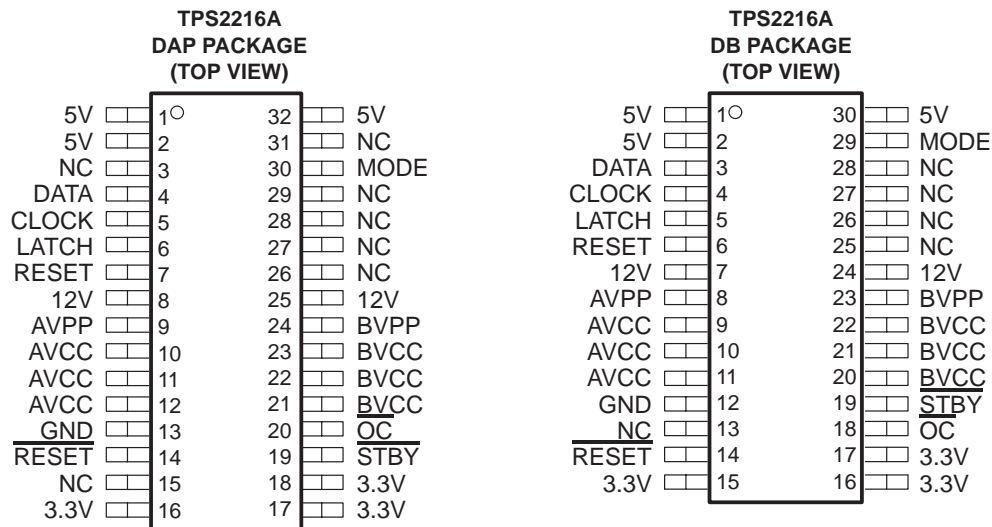 TPS2216A
DAP PACKAGE
(TOP VIEW)
5V 1 32 5V
5V 2 31 NC
NC 3 30 MODE
DATA 4 29 NC
CLOCK 5 28 NC
LATCH 6 27 NC
RESET 7 26 NC
12V 8 25 12V
AVPP 9 24 BVPP
AVCC 10 23 BVCC
AVCC 11 22 BVCC
AVCC 12 21 BVCC
GND 13 20 OC
RESET 14 19 STBY
NC 15 18 3.3V
3.3V 16 17 3.3V
TPS2216A
DB PACKAGE
(TOP VIEW)
5V 1 30 5V
5V 2 29 MODE
DATA 3 28 NC
CLOCK 4 27 NC
LATCH 5 26 NC
RESET 6 25 NC
12V 7 24 12V
AVPP 8 23 BVPP
AVCC 9 22 BVCC
AVCC 10 21 BVCC
AVCC 11 20 BVCC
GND 12 19 STBY
NC 13 18 OC
RESET 14 17 3.3V
3.3V 15 16 3.3V